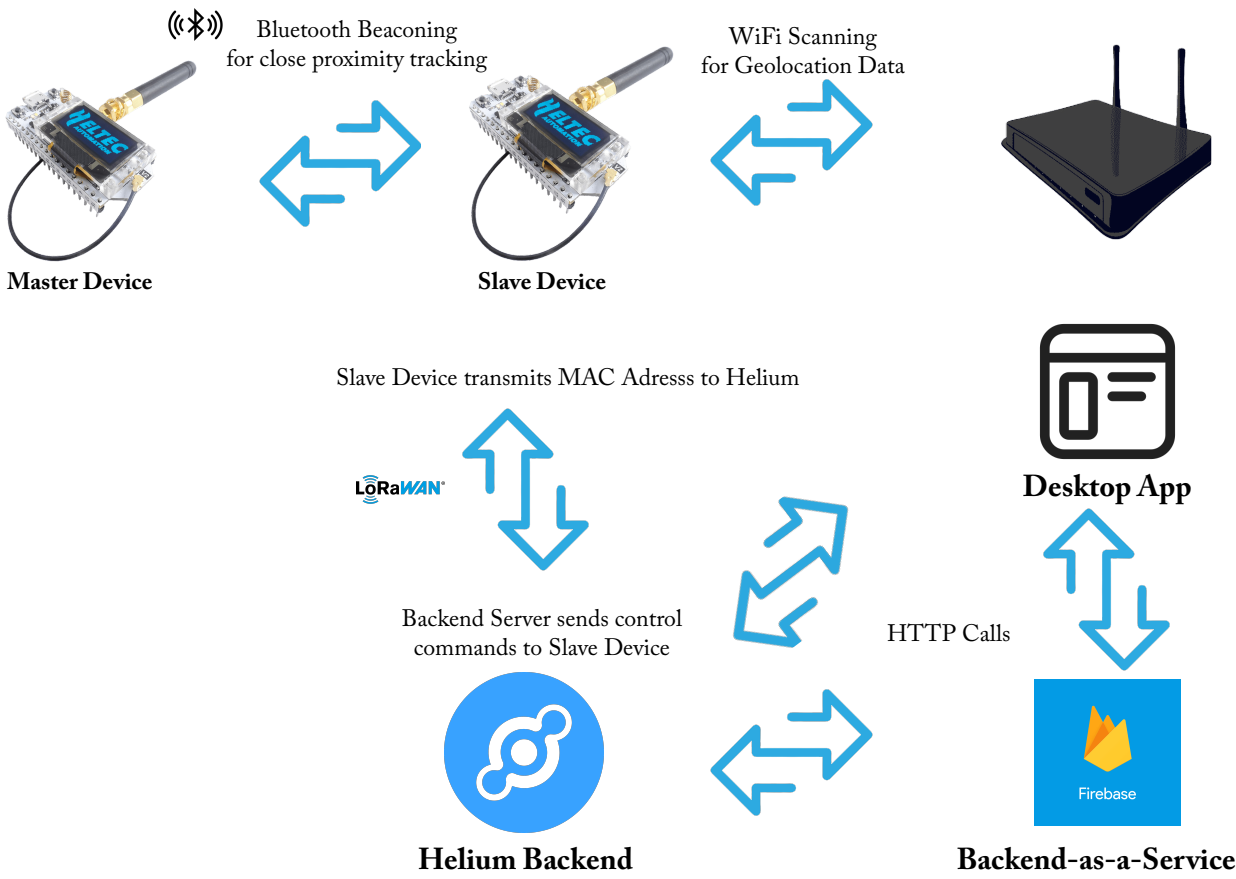 Bluetooth Beaconing
for close proximity tracking
WiFi Scanning
for Geolocation Data
HELTEC
AUTOMATION
HELTEC
AUTOMATION
Master Device
Slave Device
Slave Device transmits MAC Adresss to Helium
LoRaWAN®
Desktop App
Backend Server sends control
commands to Slave Device
HTTP Calls
Firebase
Helium Backend
Backend-as-a-Service